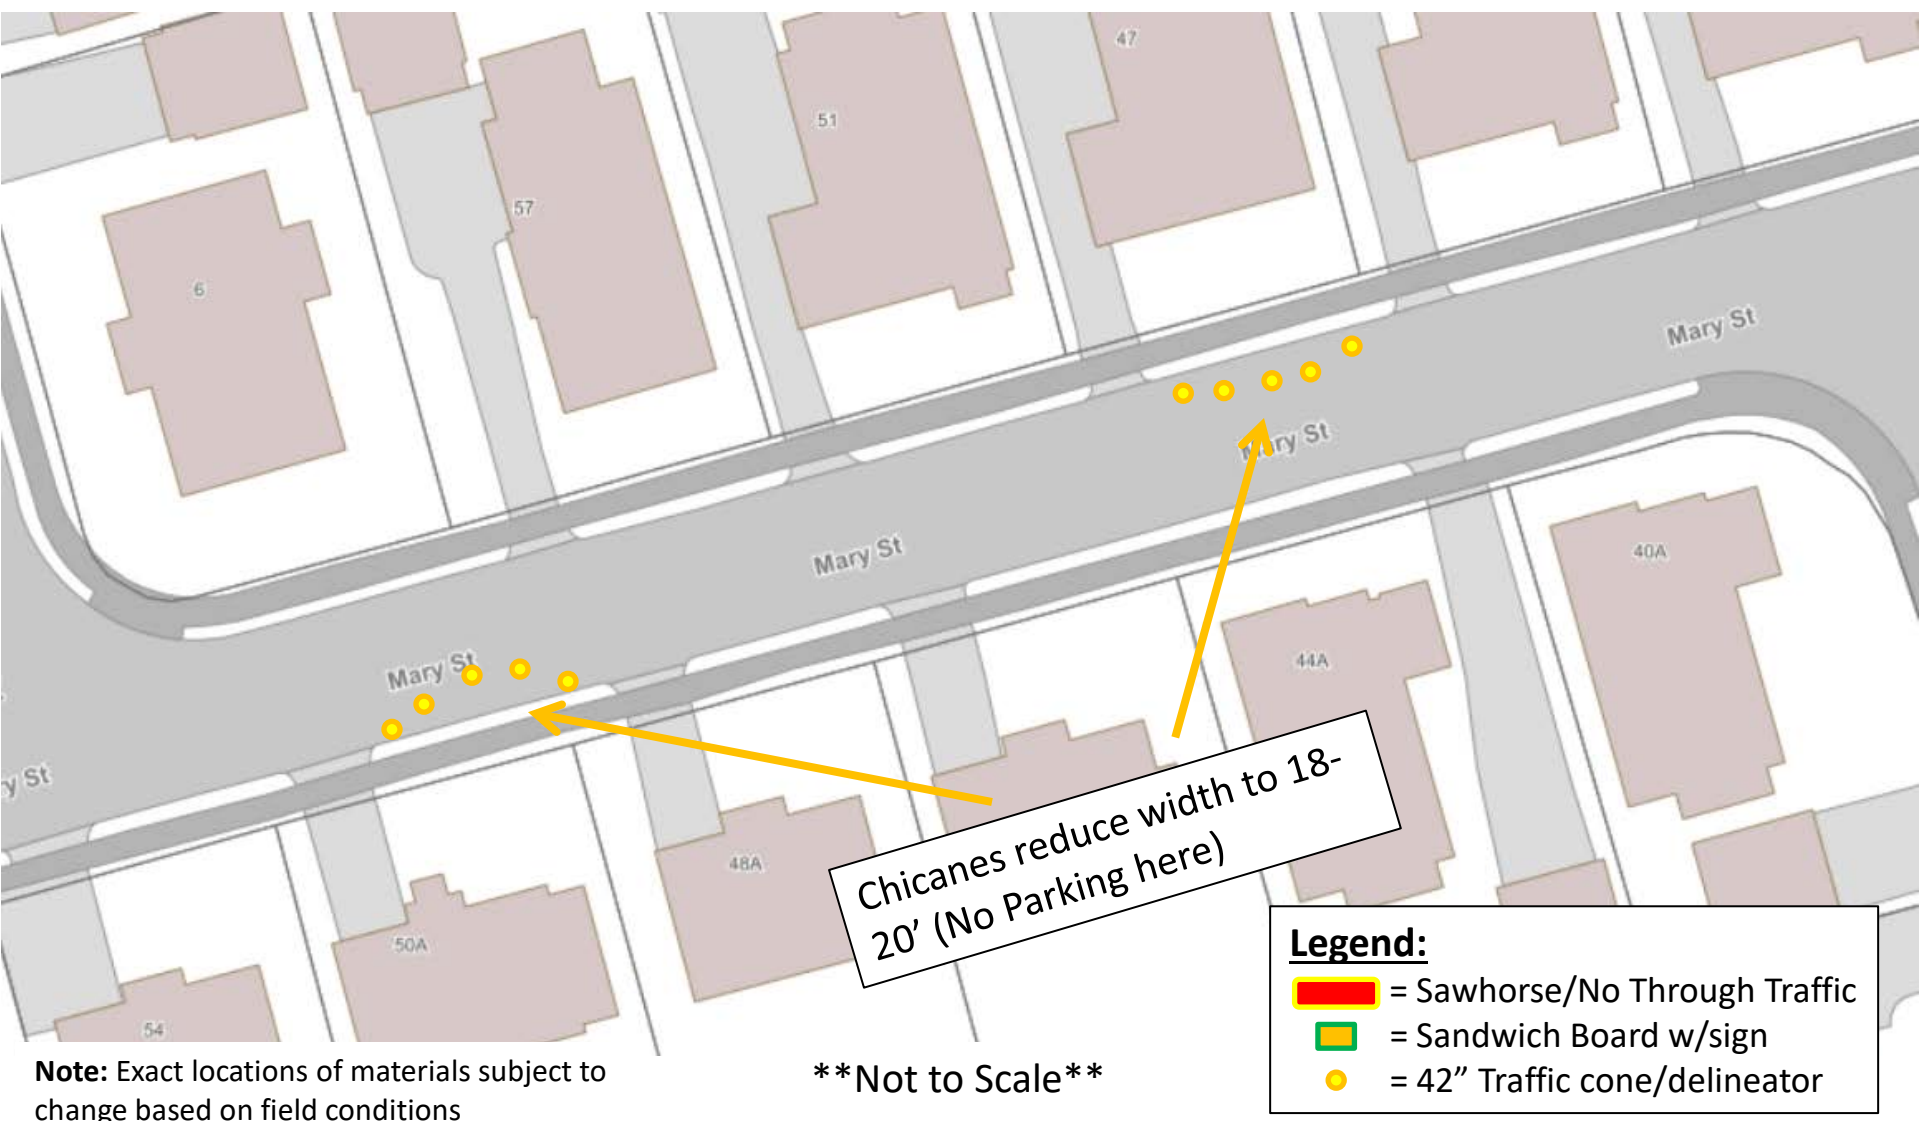 47
51
57
6
Mary St
Mary St
Mary St
40A
44A
Mary St
ry St
Chicanes reduce width to 18-
20’ (No Parking here)
48A
50A
54
Legend:
= Sawhorse/No Through Traffic
= Sandwich Board w/sign
= 42” Traffic cone/delineator
Note: Exact locations of materials subject to
change based on field conditions
**Not to Scale**